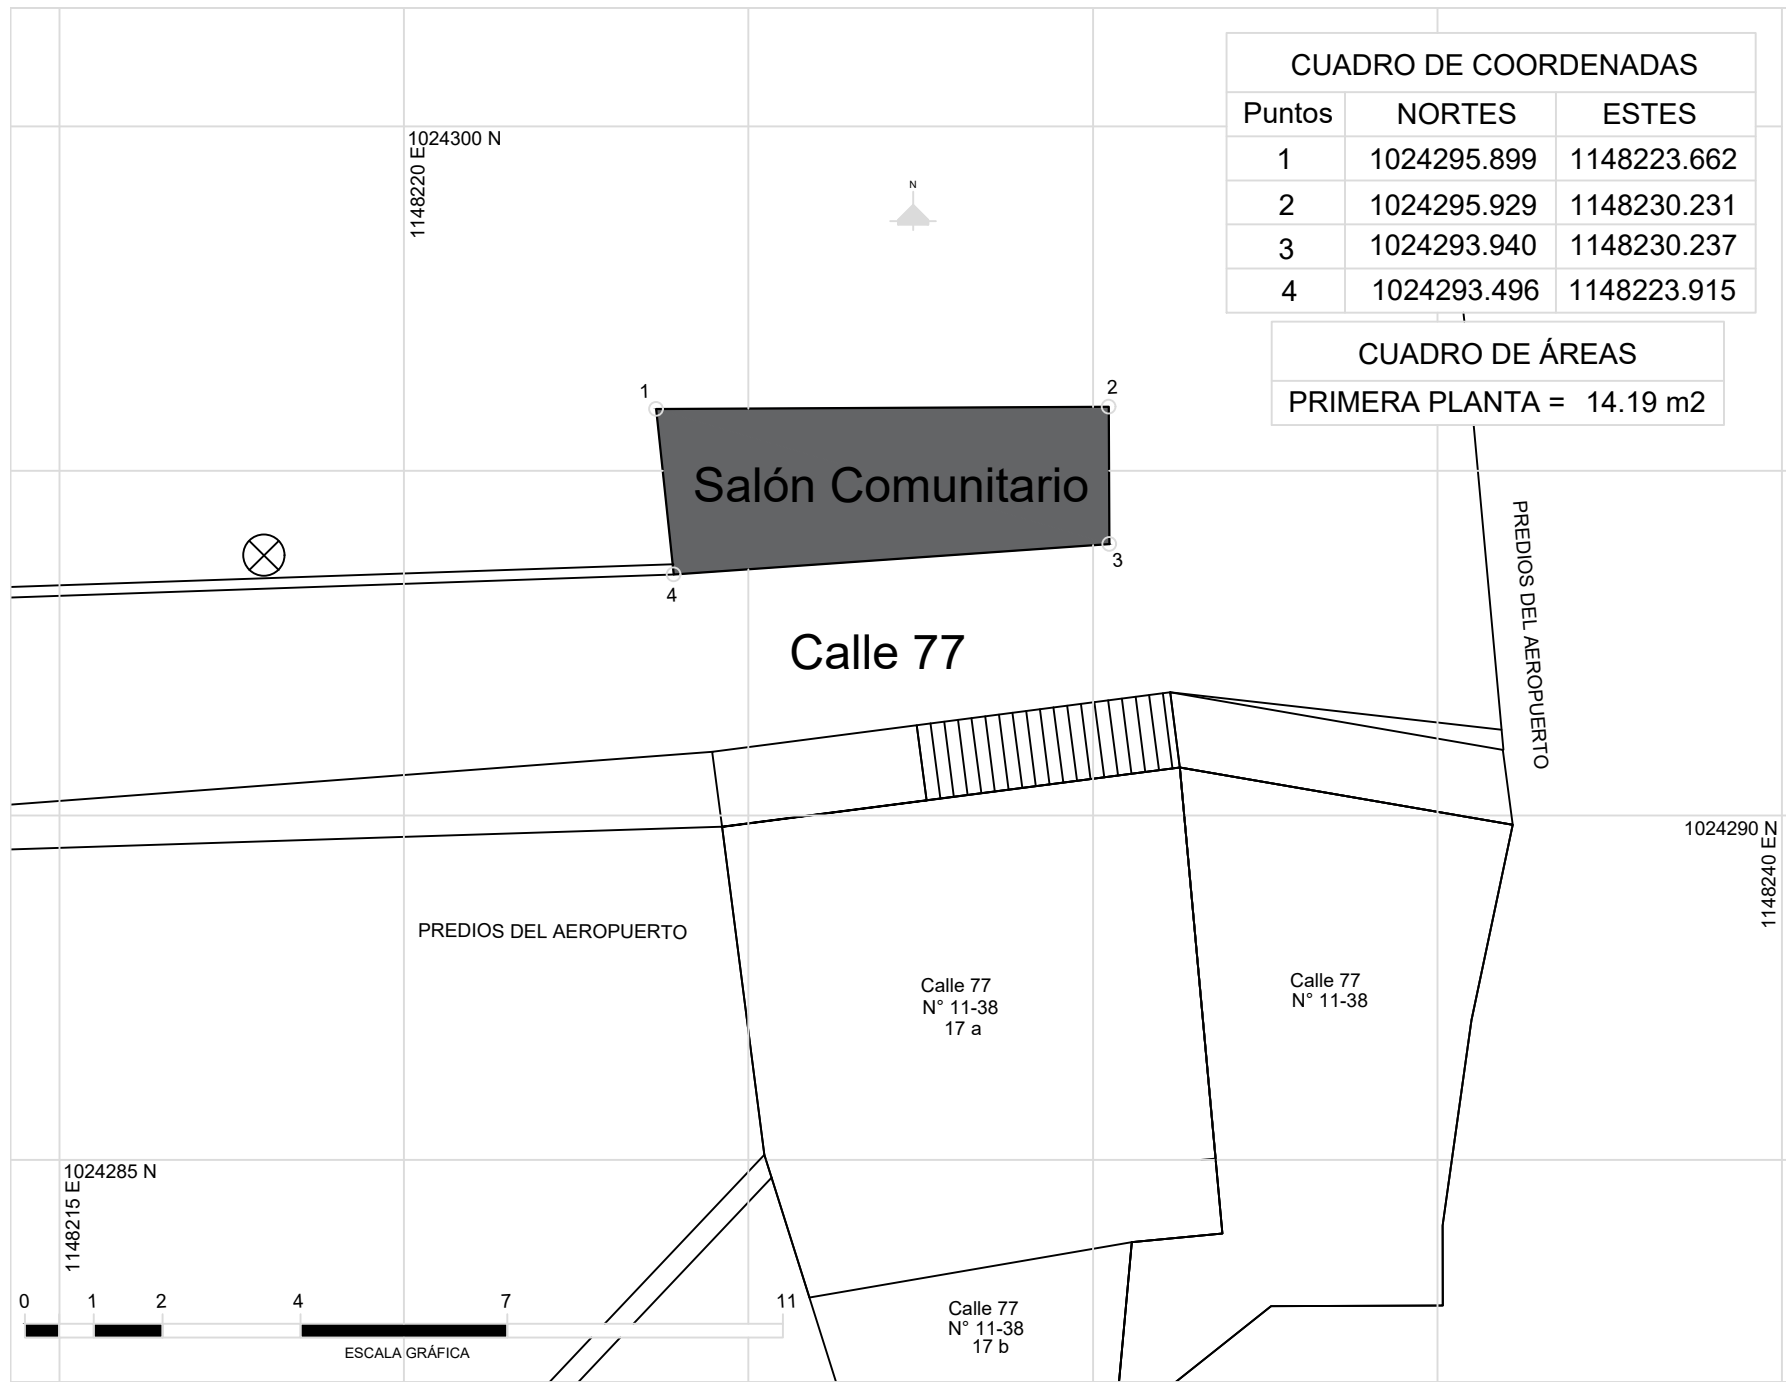 CUADRO DE COORDENADAS
Puntos NORTES ESTES
1 1024295.899 1148223.662
2 1024295.929 1148230.231
3 1024293.940 1148230.237
4 1024293.496 1148223.915
CUADRO DE ÁREAS
PRIMERA PLANTA = 14.19 m2
1024300 N
1148220 E
N
1
2
Salón Comunitario
3
4
Calle 77
PREDIOS DEL AEROPUERTO
1024290 N
1148240 E
PREDIOS DEL AEROPUERTO
Calle 77
N° 11-38
17 a
Calle 77
N° 11-38
1024285 N
1148215 E
0 1 2 4 7 11
ESCALA GRÁFICA
Calle 77
N° 11-38
17 b